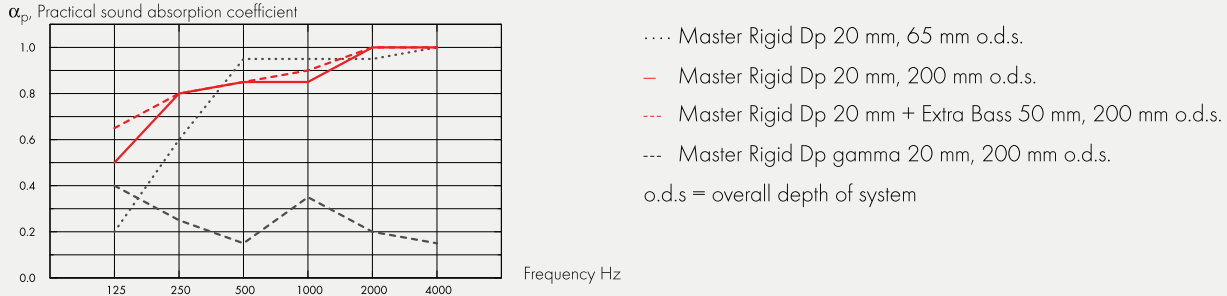 αp, Practical sound absorption coefficient
1.0
0.8
0.6
0.4
0.2
0.0
125 250 500 1000 2000 4000
Frequency Hz
Master Rigid Dp 20 mm, 65 mm o.d.s.
Master Rigid Dp 20 mm, 200 mm o.d.s.
Master Rigid Dp 20 mm + Extra Bass 50 mm, 200 mm o.d.s.
Master Rigid Dp gamma 20 mm, 200 mm o.d.s.
o.d.s = overall depth of system